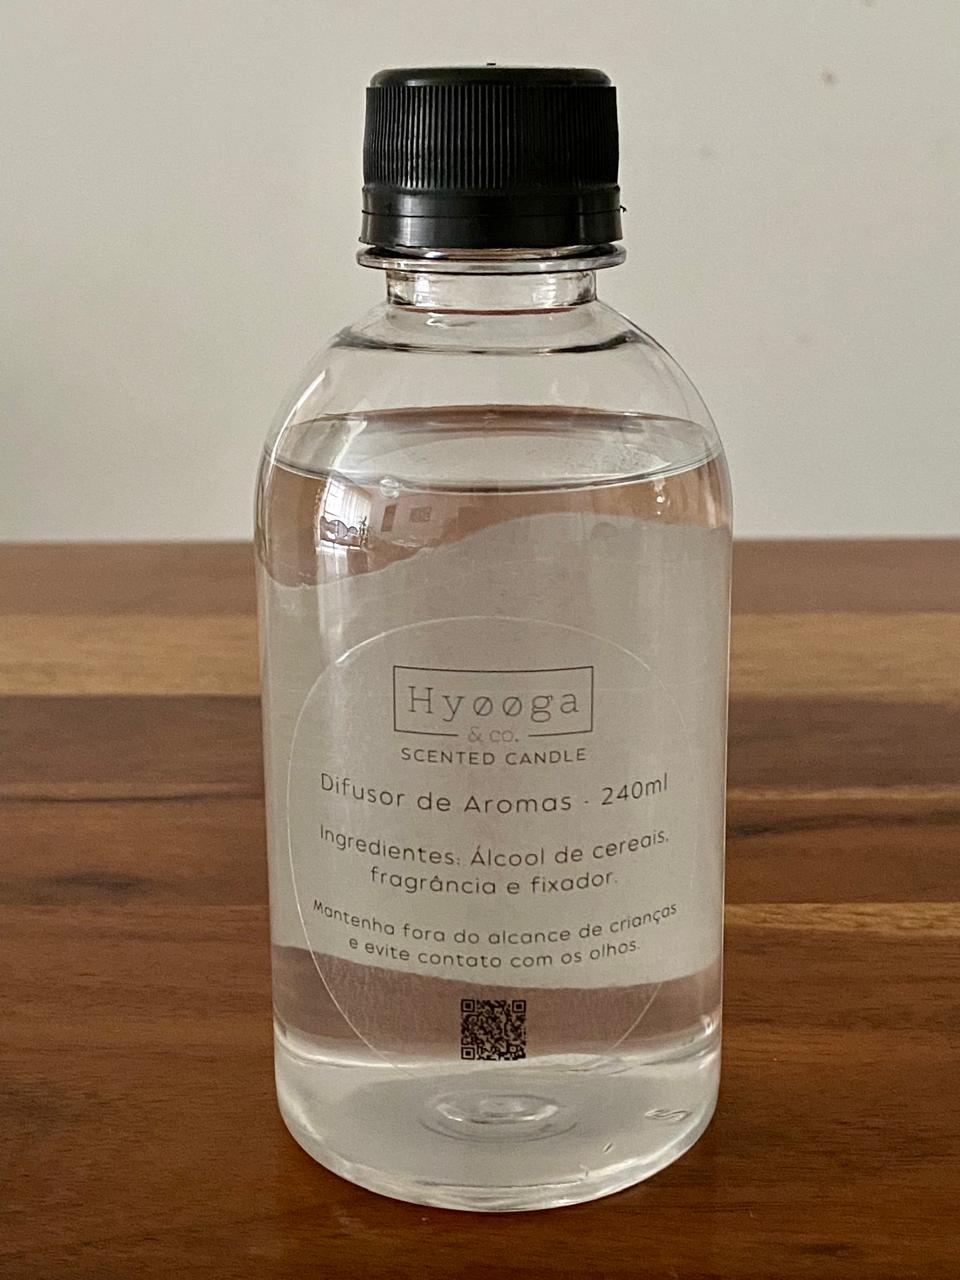 Hyøøga
& co.
SCENTED CANDLE
Difusor de Aromas - 240ml
Ingredientes: Álcool de cereais,
fragrância e fixador.
Mantenha fora do alcance de crianças
e evite contato com os olhos.